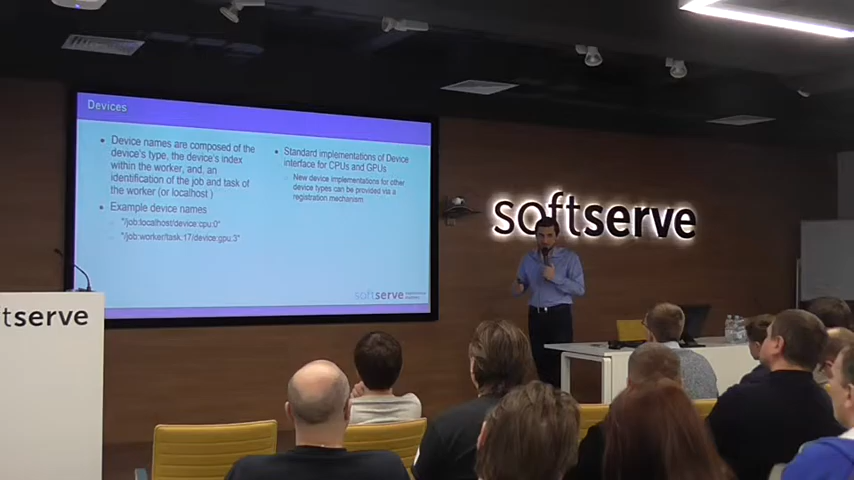 Devices
• Device names are composed of the
device's type, the device's index
within the worker, and, an
identification of the job and task of
the worker (or localhost )
• Example device names
"/job:localhost/device:cpu:0"
"/job:worker/task:17/device:gpu:3"
• Standard implementations of Device
interface for CPUs and GPUs
New device implementations for other
device types can be provided via a
registration mechanism
softserve
softserve
ftserve